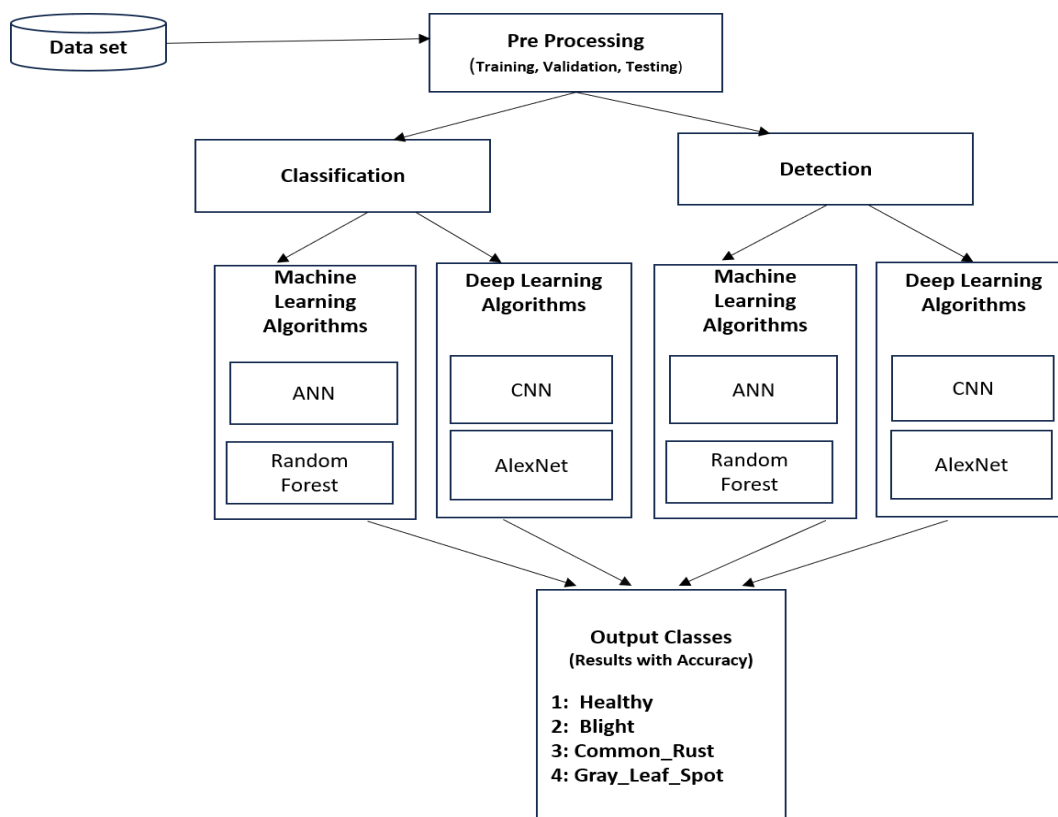 Data set
Pre Processing
(Training, Validation, Testing)
Classification
Detection
Machine
Learning
Algorithms
ANN
Random
Forest
Deep Learning
Algorithms
CNN
AlexNet
Machine
Learning
Algorithms
ANN
Random
Forest
Deep Learning
Algorithms
CNN
AlexNet
Output Classes
(Results with Accuracy)
1: Healthy
2: Blight
3: Common_Rust
4: Gray_Leaf_Spot